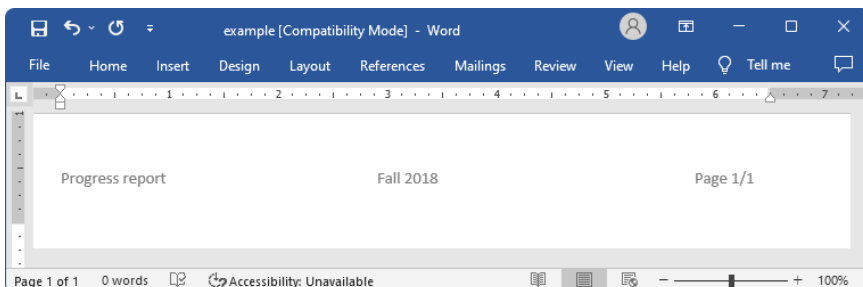 example [Compatibility Mode] - Word
File Home Insert Design Layout References Mailings Review View Help Tell me
L 1 2 3 4 5 6 7
1
Progress report Fall 2018 Page 1/1
Page 1 of 1 0 words Accessibility: Unavailable 100%